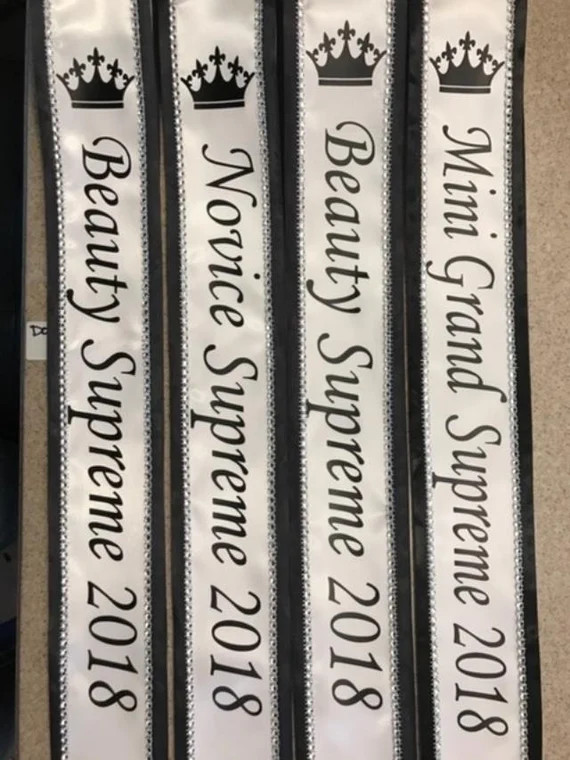 Beauty Supreme 2018
Novice Supreme 2018
Beauty Supreme 2018
Mini Grand Supreme 2018